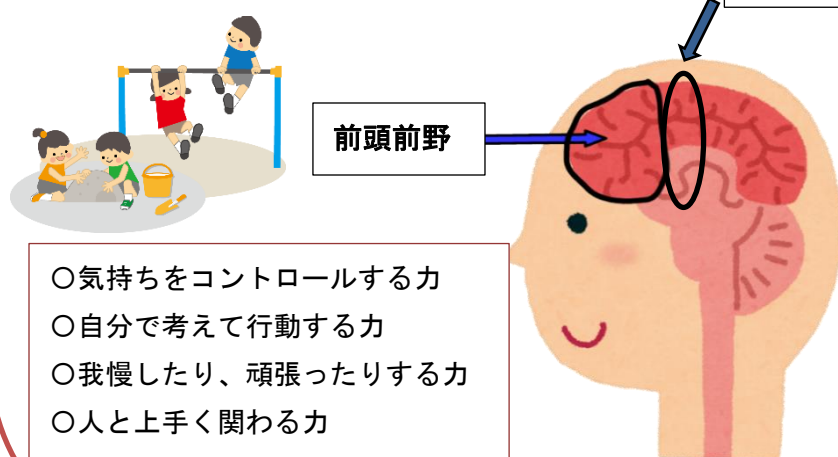 前頭前野
〇気持ちをコントロールする力
〇自分で考えて行動する力
〇我慢したり、頑張ったりする力
〇人と上手く関わる力